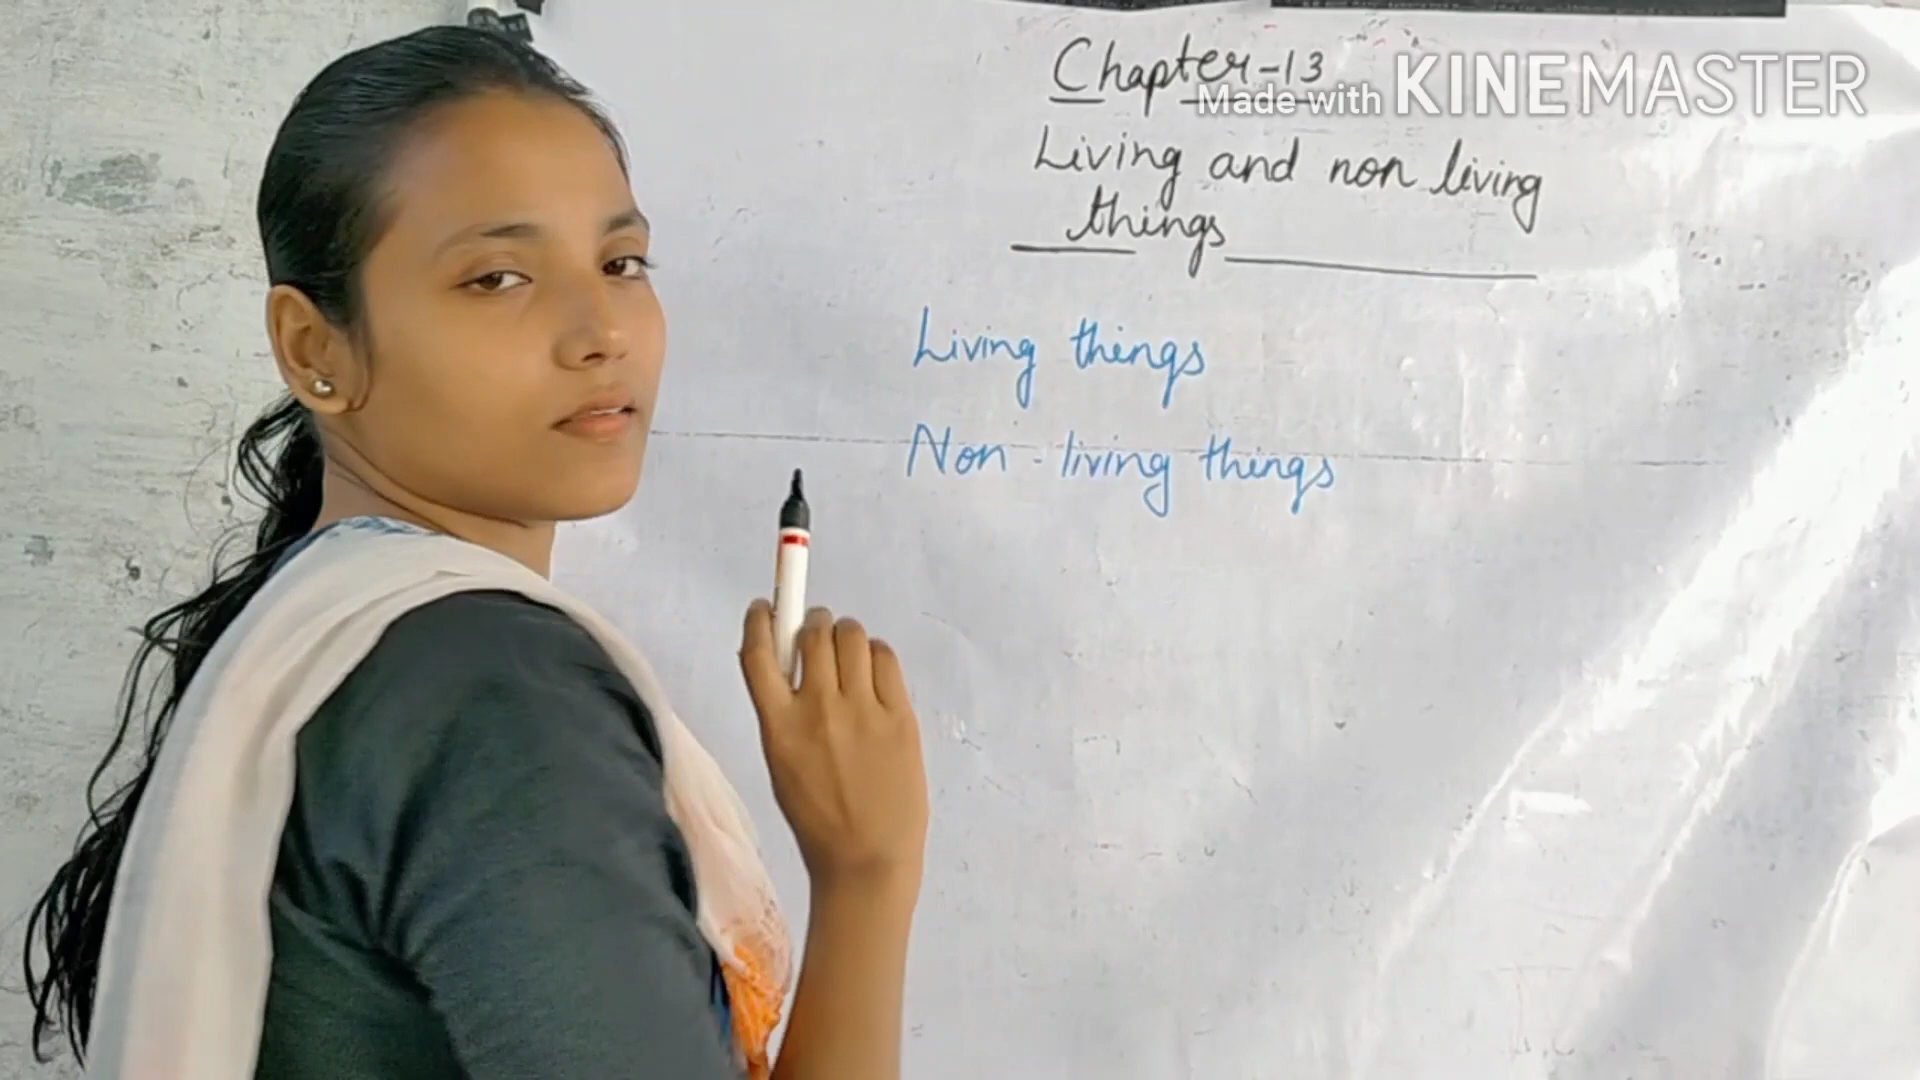 Chapter-13
Made with KINEMASTER
Living and non living
things
Living things
Non-living things